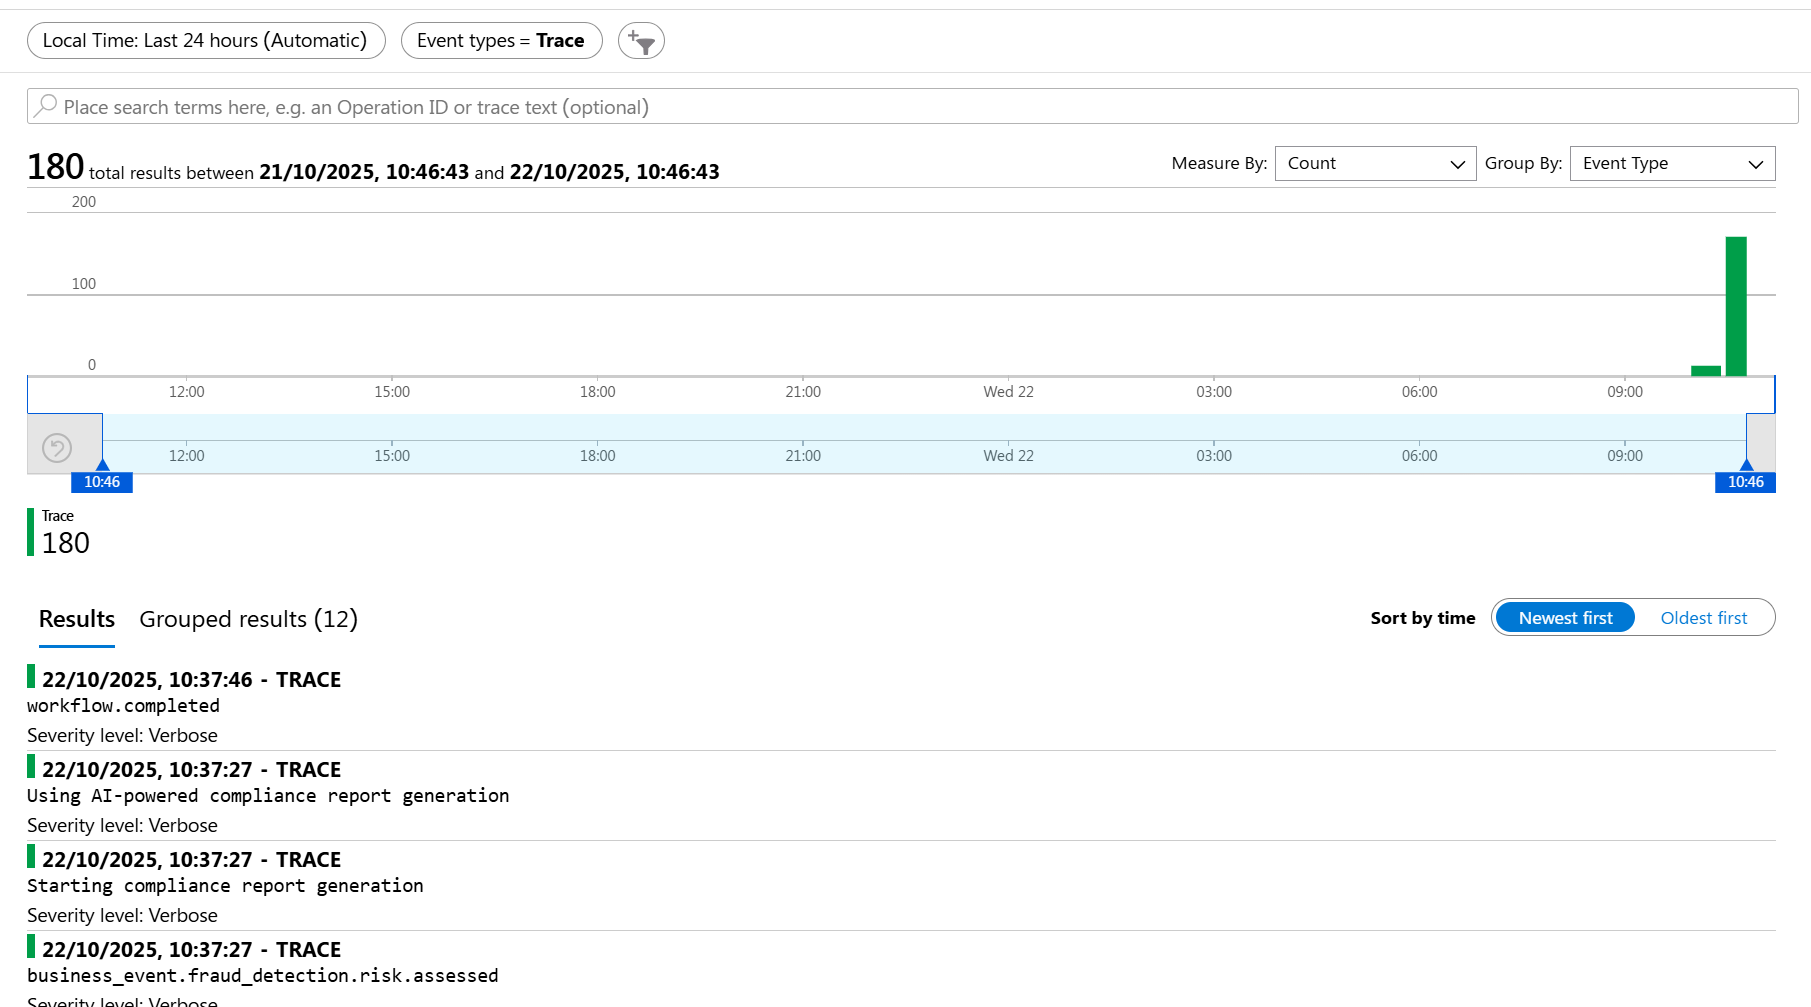 Local Time: Last 24 hours (Automatic) Event types = Trace
Place search terms here, e.g. an Operation ID or trace text (optional)
180 total results between 21/10/2025, 10:46:43 and 22/10/2025, 10:46:43
Measure By: Count Group By: Event Type
200
100
0
12:00 15:00 18:00 21:00 Wed 22 03:00 06:00 09:00
12:00 15:00 18:00 21:00 Wed 22 03:00 06:00 09:00
10:46 10:46
Trace
180
Results Grouped results (12)
Sort by time Newest first Oldest first
22/10/2025, 10:37:46 - TRACE
workflow.completed
Severity level: Verbose
22/10/2025, 10:37:27 - TRACE
Using AI-powered compliance report generation
Severity level: Verbose
22/10/2025, 10:37:27 - TRACE
Starting compliance report generation
Severity level: Verbose
22/10/2025, 10:37:27 - TRACE
business_event.fraud_detection.risk.assessed
Severity level: Verbose